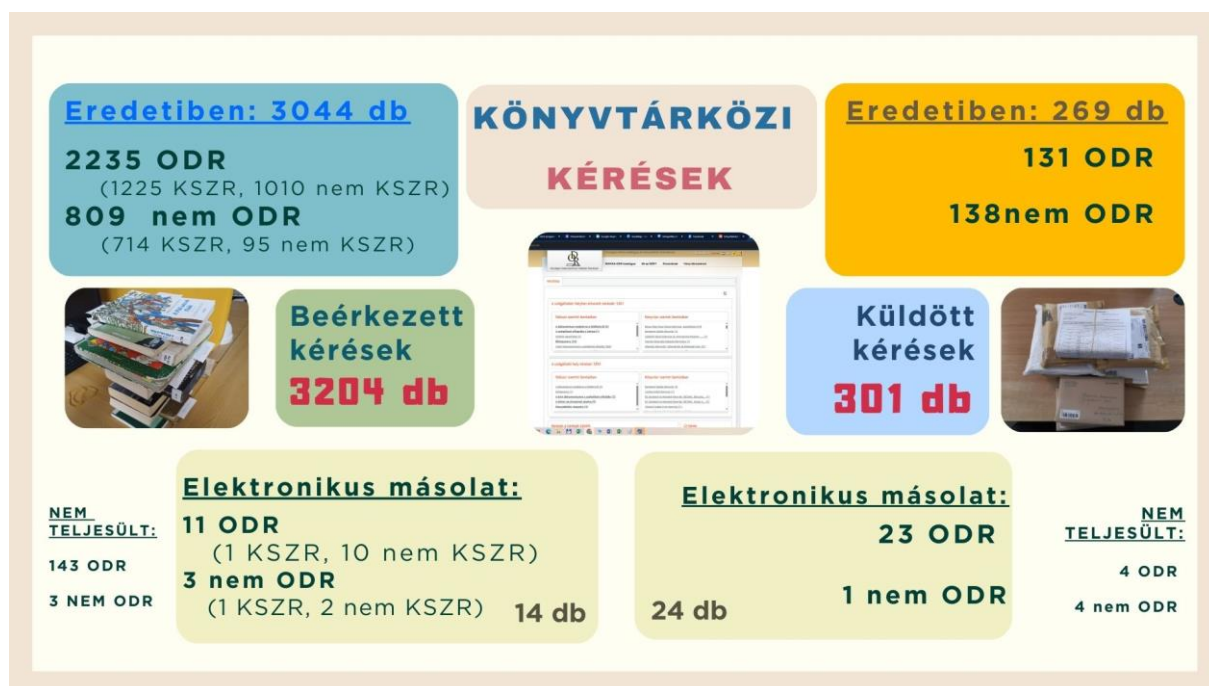 KÖNYVTÁRKÖZI
KÉRÉSEK
Eredetiben: 3044 db
2235 ODR
(1225 KSZR, 1010 nem KSZR)
809 nem ODR
(714 KSZR, 95 nem KSZR)
Eredetiben: 269 db
131 ODR
138nem ODR
Beérkezett
kérések
3204 db
Küldött
kérések
301 db
NEM
TELJESÜLT:
143 ODR
3 NEM ODR
Elektronikus másolat:
11 ODR
(1 KSZR, 10 nem KSZR)
3 nem ODR
(1 KSZR, 2 nem KSZR)
14 db
Elektronikus másolat:
23 ODR
1 nem ODR
24 db
NEM
TELJESÜLT:
4 ODR
4 nem ODR